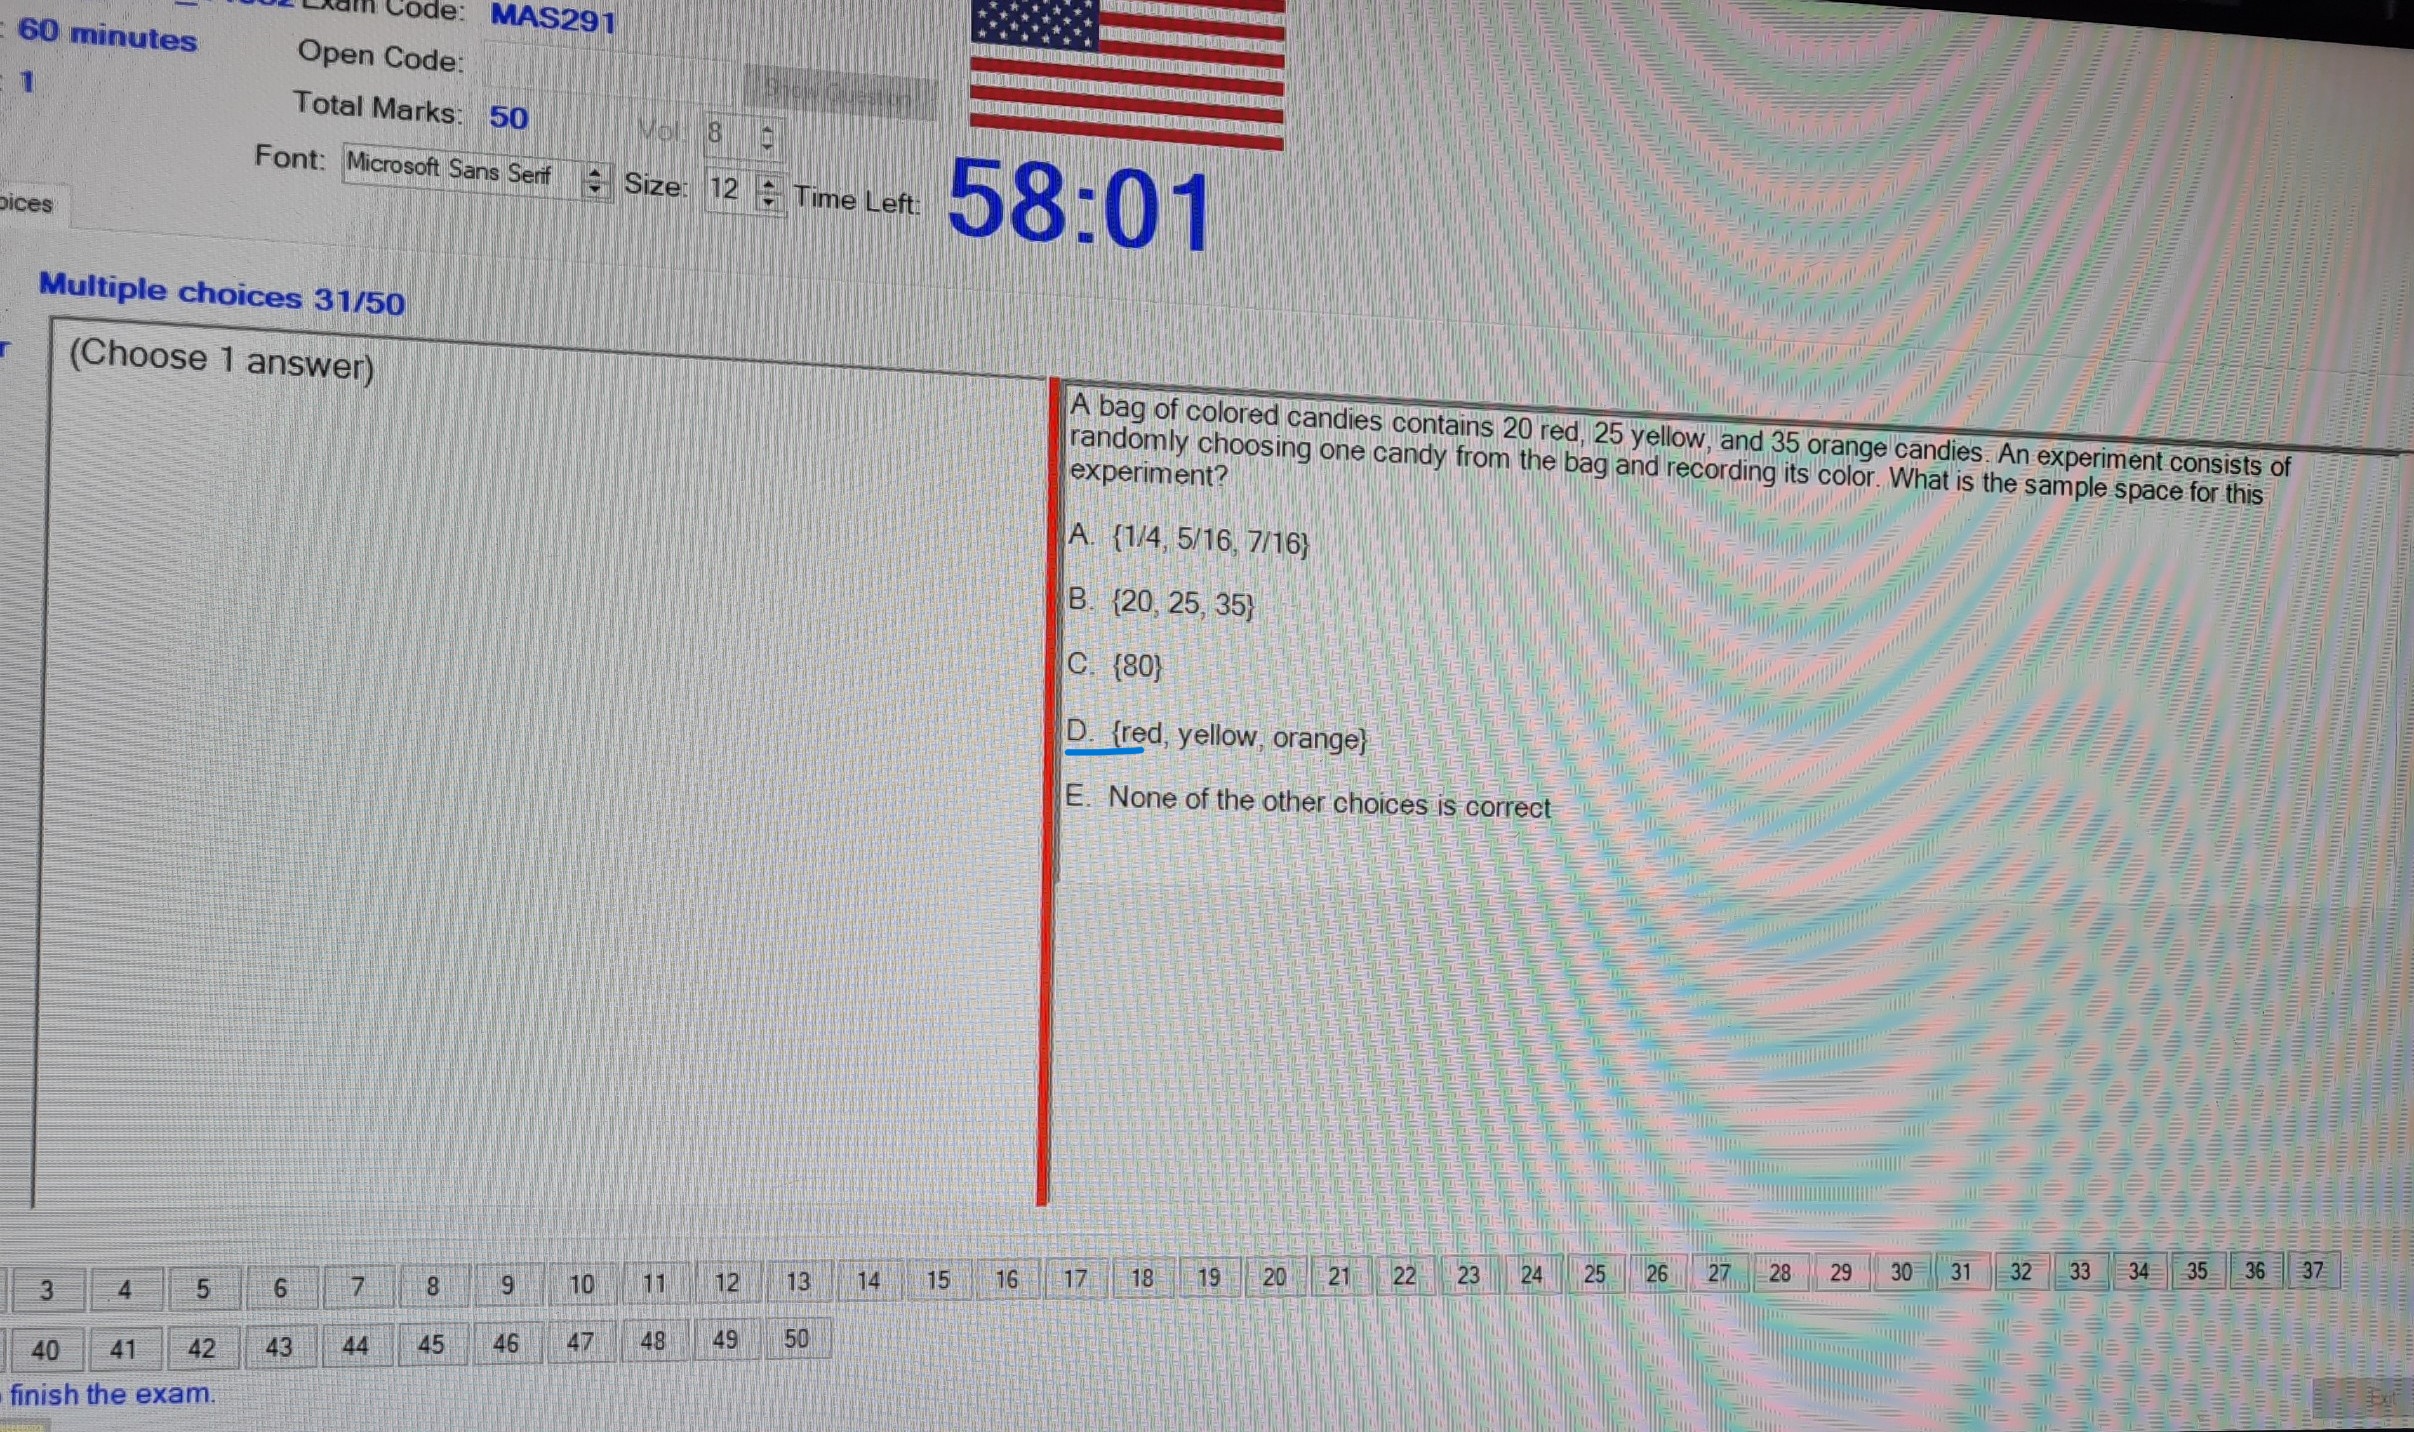 Exam Code: MAS291
60 minutes
Open Code:
1
Show Question
Total Marks: 50
Vol: 8
Font: Microsoft Sans Serif Size: 12 Time Left: 58:01
oices
Multiple choices 31/50
(Choose 1 answer)
A bag of colored candies contains 20 red, 25 yellow, and 35 orange candies. An experiment consists of
randomly choosing one candy from the bag and recording its color. What is the sample space for this
experiment?
A. {1/4, 5/16, 7/16}
B. {20, 25, 35}
C. {80}
D. {red, yellow, orange}
E. None of the other choices is correct
3 4 5 6 7 8 9 10 11 12 13 14 15 16 17 18 19 20 21 22 23 24 25 26 27 28 29 30 31 32 33 34 35 36 37
40 41 42 43 44 45 46 47 48 49 50
finish the exam.
Exit